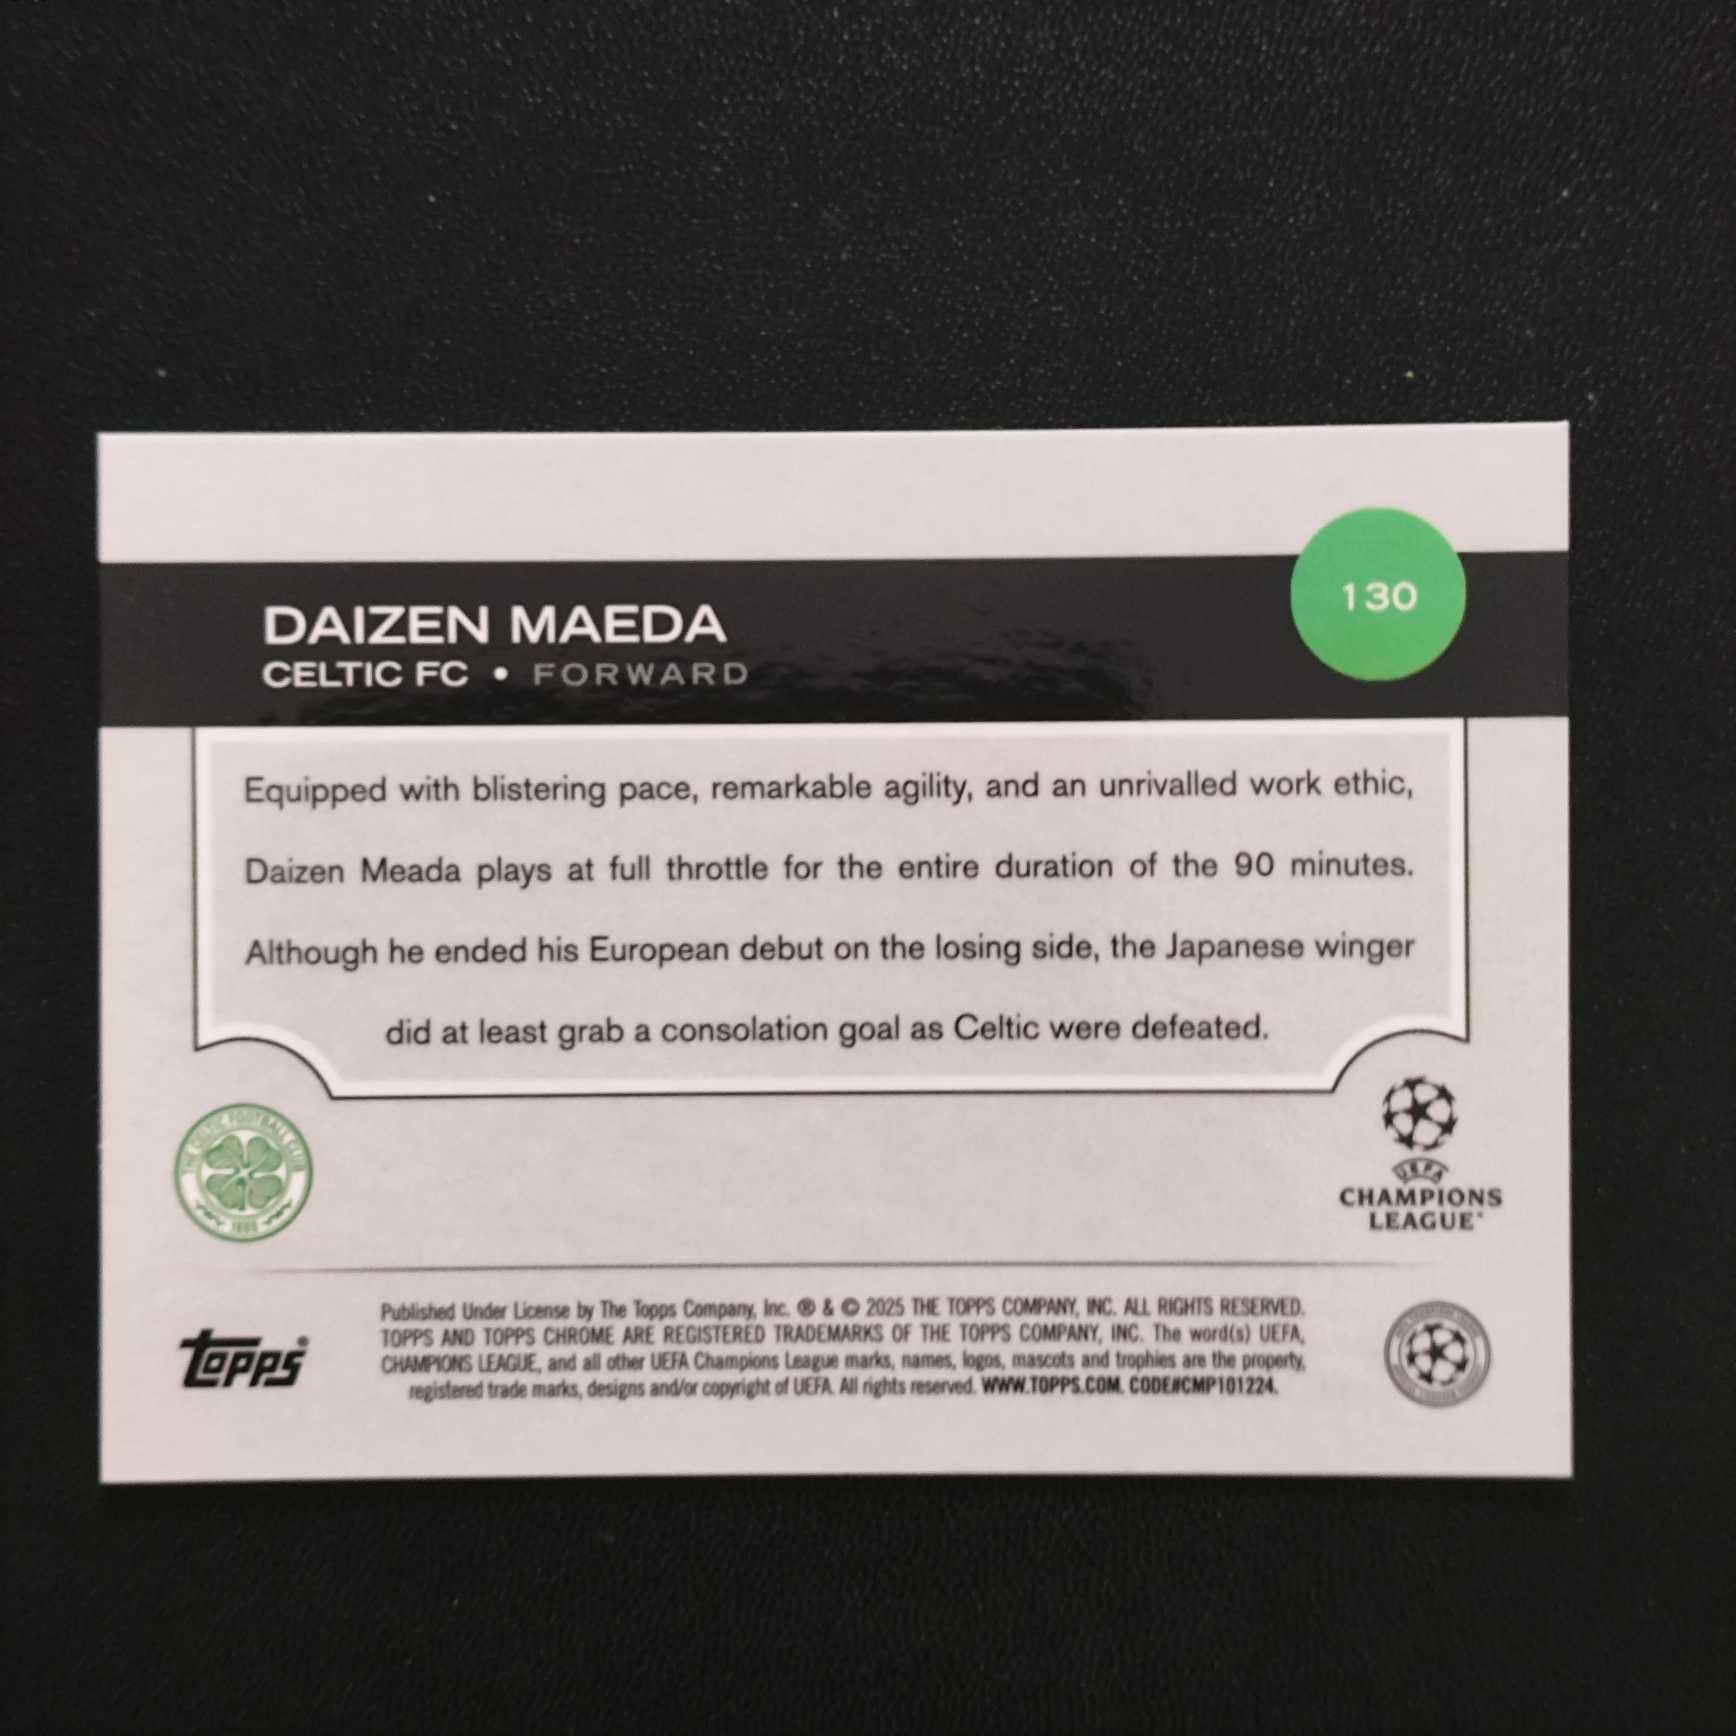 130
DAIZEN MAEDA
CELTIC FC • FORWARD
Equipped with blistering pace, remarkable agility, and an unrivalled work ethic,
Daizen Meada plays at full throttle for the entire duration of the 90 minutes.
Although he ended his European debut on the losing side, the Japanese winger
did at least grab a consolation goal as Celtic were defeated.
THE CELTIC FOOTBALL CLUB
1888
UEFA
CHAMPIONS
LEAGUE
Topps®
Published Under License by The Topps Company, Inc. ® & © 2025 THE TOPPS COMPANY, INC. ALL RIGHTS RESERVED.
TOPPS AND TOPPS CHROME ARE REGISTERED TRADEMARKS OF THE TOPPS COMPANY, INC. The word(s) UEFA,
CHAMPIONS LEAGUE, and all other UEFA Champions League marks, names, logos, mascots and trophies are the property,
registered trade marks, designs and/or copyright of UEFA. All rights reserved. WWW.TOPPS.COM. CODE#CMP101224.